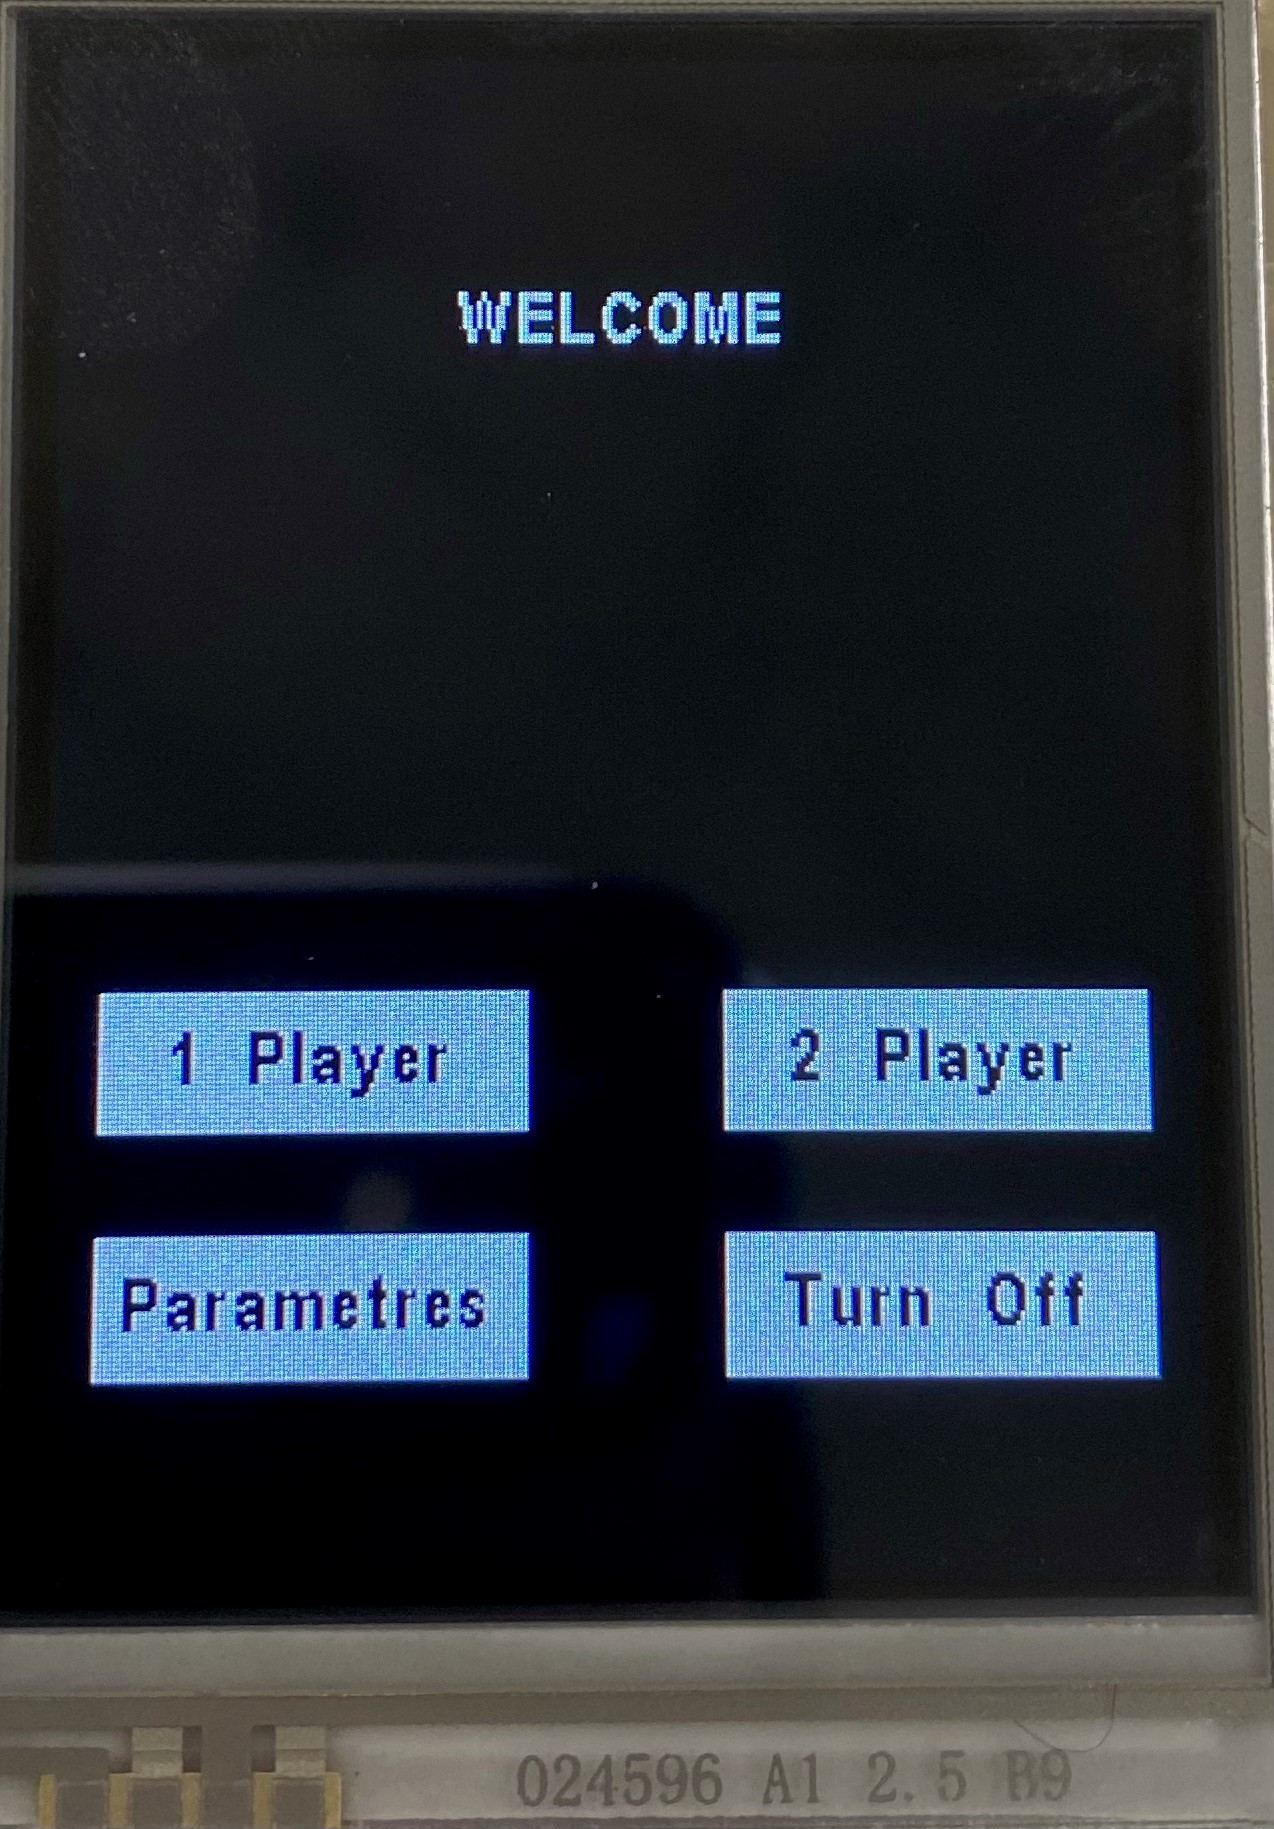 WELCOME
1 Player
2 Player
Parametres
Turn Off
024596 A1 2.5 B9